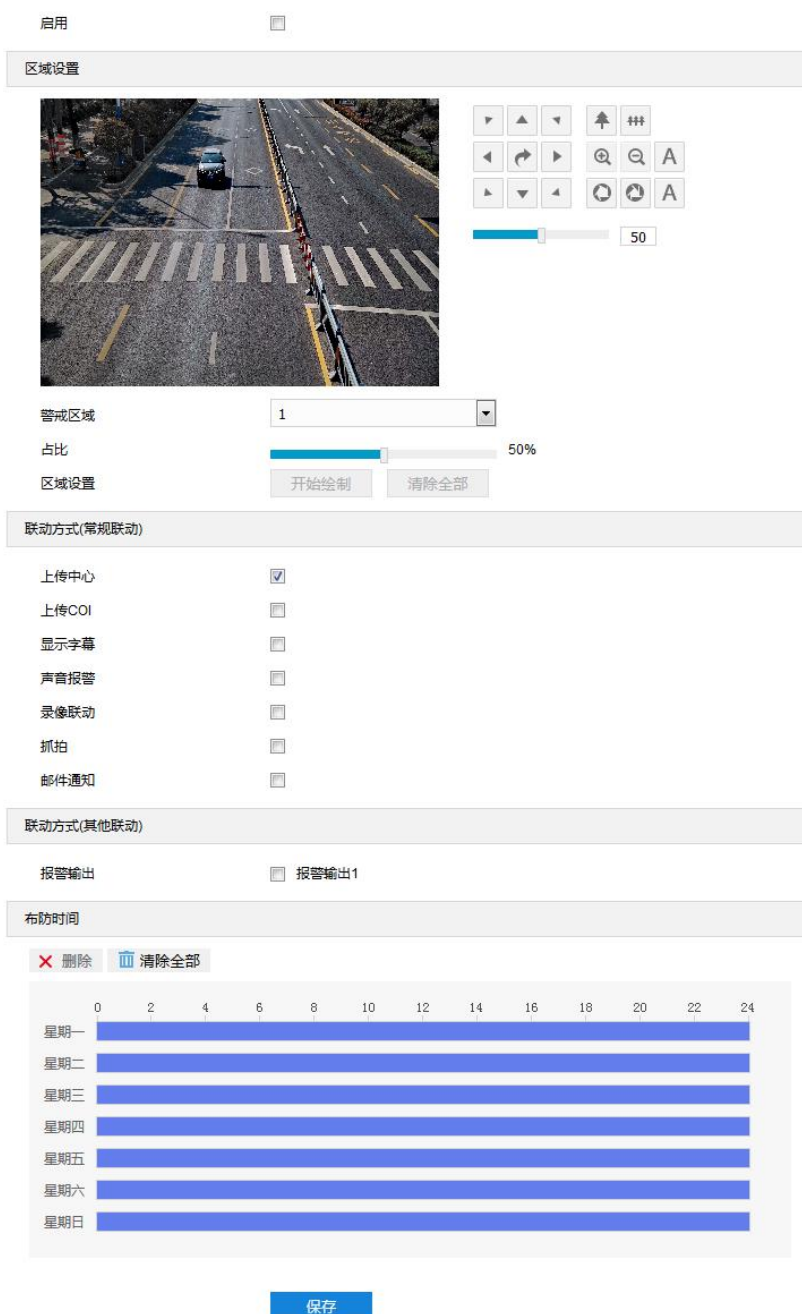 启用
区域设置
A
A
50
警戒区域 1
占比 50%
区域设置 开始绘制 清除全部
联动方式(常规联动)
上传中心
上传COI
显示字幕
声音报警
录像联动
抓拍
邮件通知
联动方式(其他联动)
报警输出 报警输出1
布防时间
删除 清除全部
0 2 4 6 8 10 12 14 16 18 20 22 24
星期一
星期二
星期三
星期四
星期五
星期六
星期日
保存